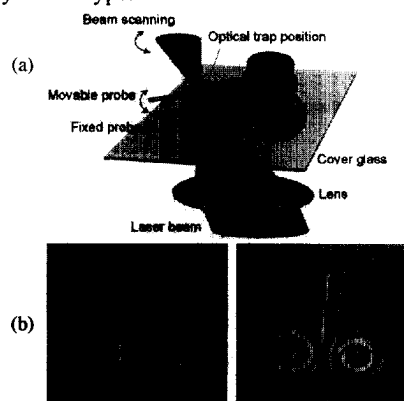 Beam scanning
Optical trap position
(a)
Movable probe
Fixed probe
Cover glass
Lens
Laser beam
(b)